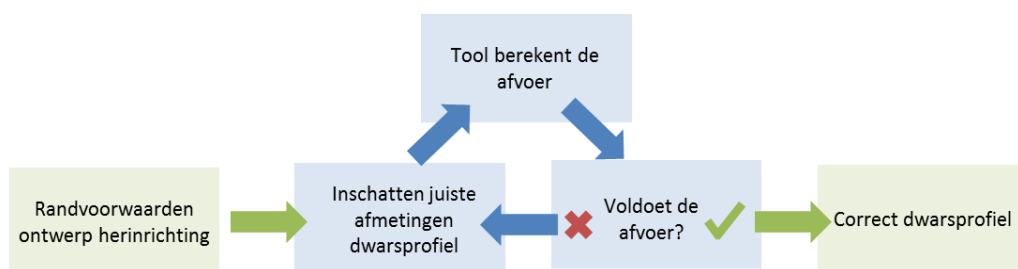 Tool berekent de
afvoer
Randvoorwaarden
ontwerp herinrichting
Inschatten juiste
afmetingen
dwarsprofiel
Voldoet de
afvoer?
Correct dwarsprofiel